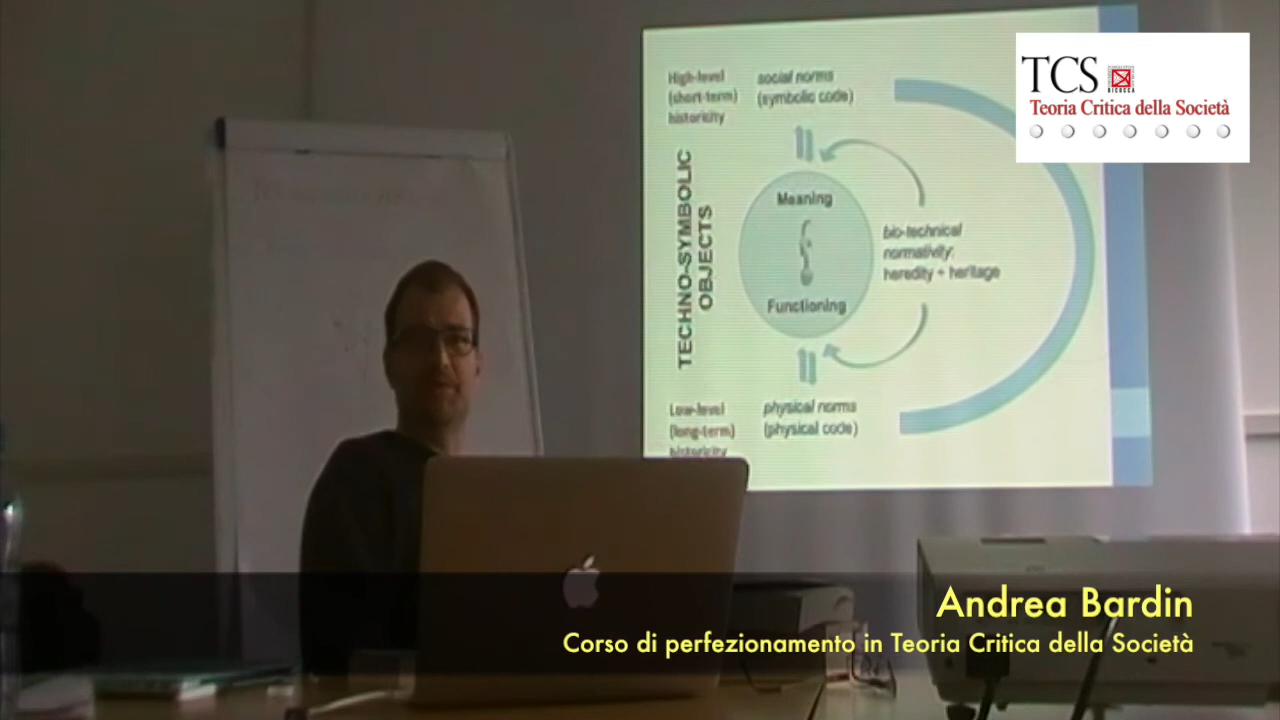 TCS
BICOCCA
Teoria Critica della Società
High-level
(short-term)
historicity
social norms
(symbolic code)
TECHNO-SYMBOLIC
OBJECTS
Meaning
Functioning
bio-technical
normativity:
heredity + heritage
Low-level
(long-term)
historicity
physical norms
(physical code)
Andrea Bardin
Corso di perfezionamento in Teoria Critica della Società